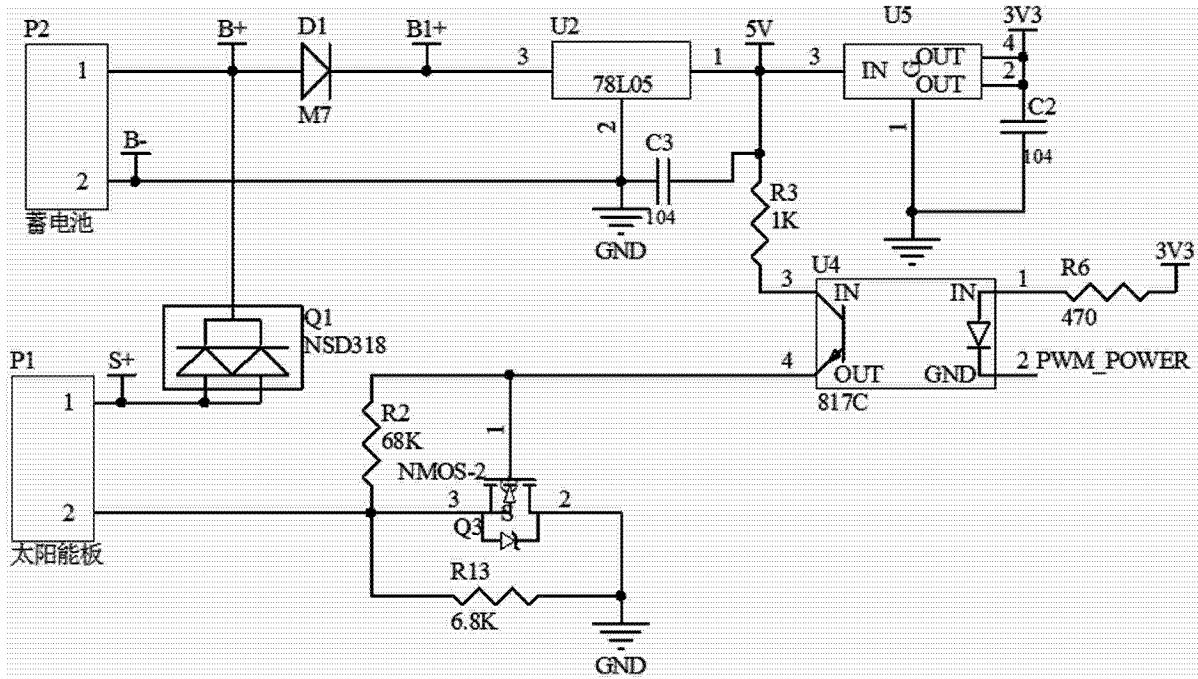 P2
B+
D1
B1+
U2
5V
U5
3V3
1
3
78L05
1
3
IN
G
OUT
4
OUT
2
M7
2
1
C2
104
B-
2
C3
104
GND
蓄电池
R3
1K
U4
3
IN
IN
1
R6
470
3V3
Q1
NSD318
P1
S+
1
4
OUT
GND
2
PWM_POWER
817C
R2
68K
1
NMOS-2
2
3
G
S
2
Q3
太阳能板
R13
6.8K
GND